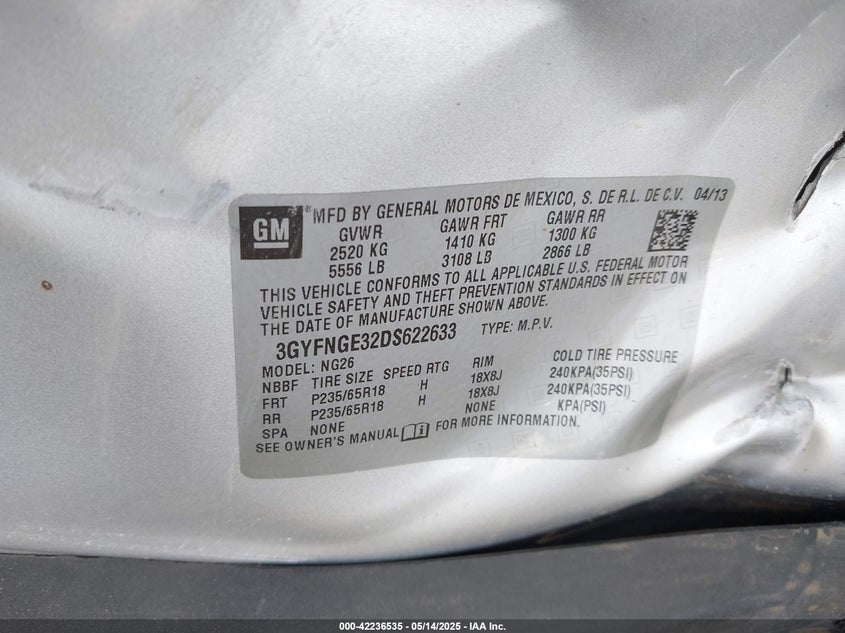 GM ® MFD BY GENERAL MOTORS DE MEXICO, S. DE R.L. DE C.V. 04/13
GVWR GAWR FRT GAWR RR
2520 KG 1410 KG 1300 KG
5556 LB 3108 LB 2866 LB
THIS VEHICLE CONFORMS TO ALL APPLICABLE U.S. FEDERAL MOTOR
VEHICLE SAFETY AND THEFT PREVENTION STANDARDS IN EFFECT ON
THE DATE OF MANUFACTURE SHOWN ABOVE.
3GYFNGE32DS622633 TYPE: M.P.V.
MODEL: NG26
NBBF TIRE SIZE SPEED RTG RIM COLD TIRE PRESSURE
FRT P235/65R18 H 18X8J 240KPA(35PSI)
RR P235/65R18 H 18X8J 240KPA(35PSI)
SPA NONE NONE KPA(PSI)
SEE OWNER'S MANUAL FOR MORE INFORMATION.
000-42236535 - 05/14/2025 - IAA Inc.